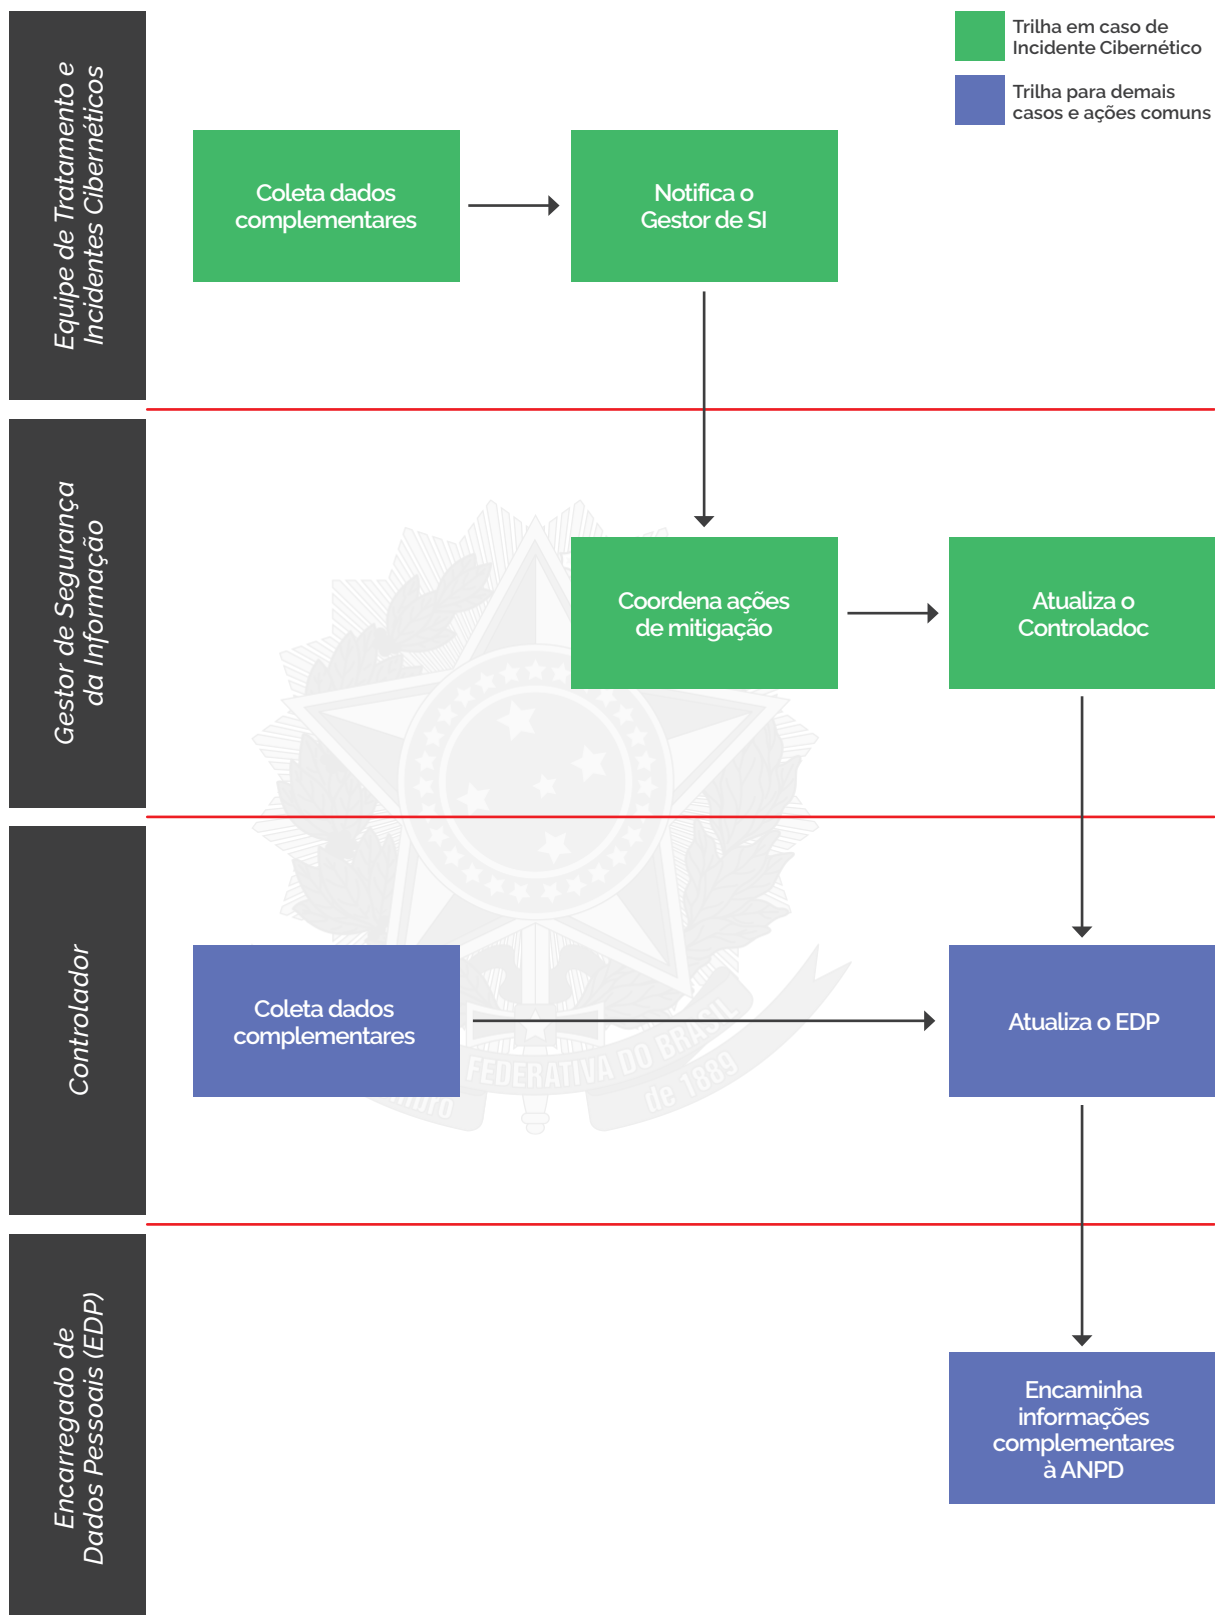 Trilha em caso de
Incidente Cibernético
Trilha para demais
casos e ações comuns
Equipe de Tratamento e
Incidentes Cibernéticos
Coleta dados
complementares
Notifica o
Gestor de SI
Gestor de Segurança
da Informação
Coordena ações
de mitigação
Atualiza o
Controladoc
Controlador
Coleta dados
complementares
Atualiza o EDP
FEDERATIVA DO BRASIL
de 1889
Encarregado de
Dados Pessoais (EDP)
Encaminha
informações
complementares
à ANPD